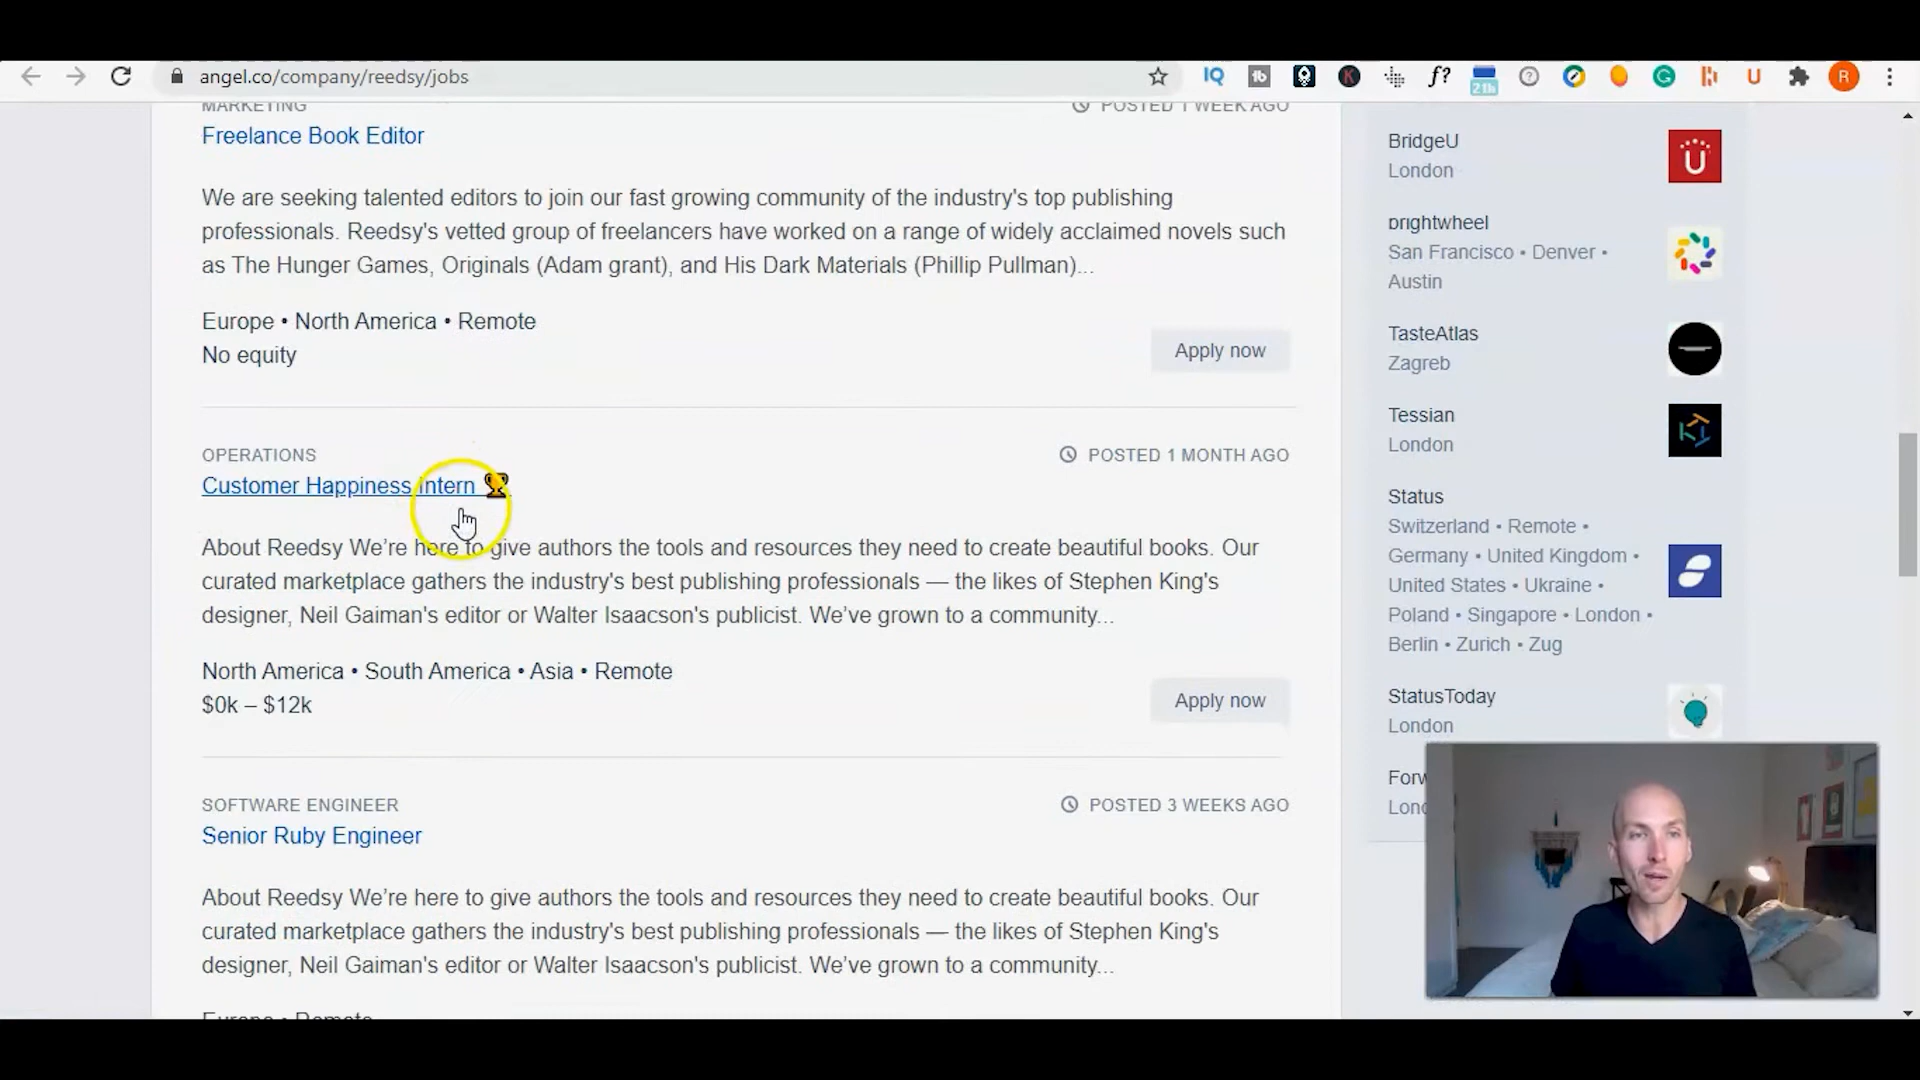 angel.co/company/reedsy/jobs
IQ
tb
K
f?
21h
U
R
MARKETING
POSTED 1 WEEK AGO
Freelance Book Editor
We are seeking talented editors to join our fast growing community of the industry's top publishing
professionals. Reedsy's vetted group of freelancers have worked on a range of widely acclaimed novels such
as The Hunger Games, Originals (Adam grant), and His Dark Materials (Phillip Pullman)...
Europe • North America • Remote
No equity
Apply now
OPERATIONS
POSTED 1 MONTH AGO
Customer Happiness Intern 🏆
About Reedsy We’re here to give authors the tools and resources they need to create beautiful books. Our
curated marketplace gathers the industry's best publishing professionals — the likes of Stephen King's
designer, Neil Gaiman's editor or Walter Isaacson's publicist. We’ve grown to a community...
North America • South America • Asia • Remote
$0k – $12k
Apply now
SOFTWARE ENGINEER
POSTED 3 WEEKS AGO
Senior Ruby Engineer
About Reedsy We’re here to give authors the tools and resources they need to create beautiful books. Our
curated marketplace gathers the industry's best publishing professionals — the likes of Stephen King's
designer, Neil Gaiman's editor or Walter Isaacson's publicist. We’ve grown to a community...
Europe • Remote
BridgeU
London
brightwheel
San Francisco • Denver •
Austin
TasteAtlas
Zagreb
Tessian
London
Status
Switzerland • Remote •
Germany • United Kingdom •
United States • Ukraine •
Poland • Singapore • London •
Berlin • Zurich • Zug
StatusToday
London